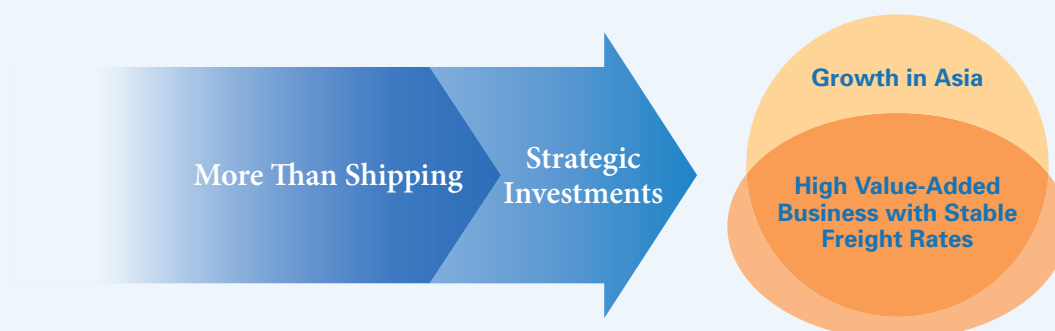 More Than Shipping
Strategic
Investments
Growth in Asia
High Value-Added
Business with Stable
Freight Rates